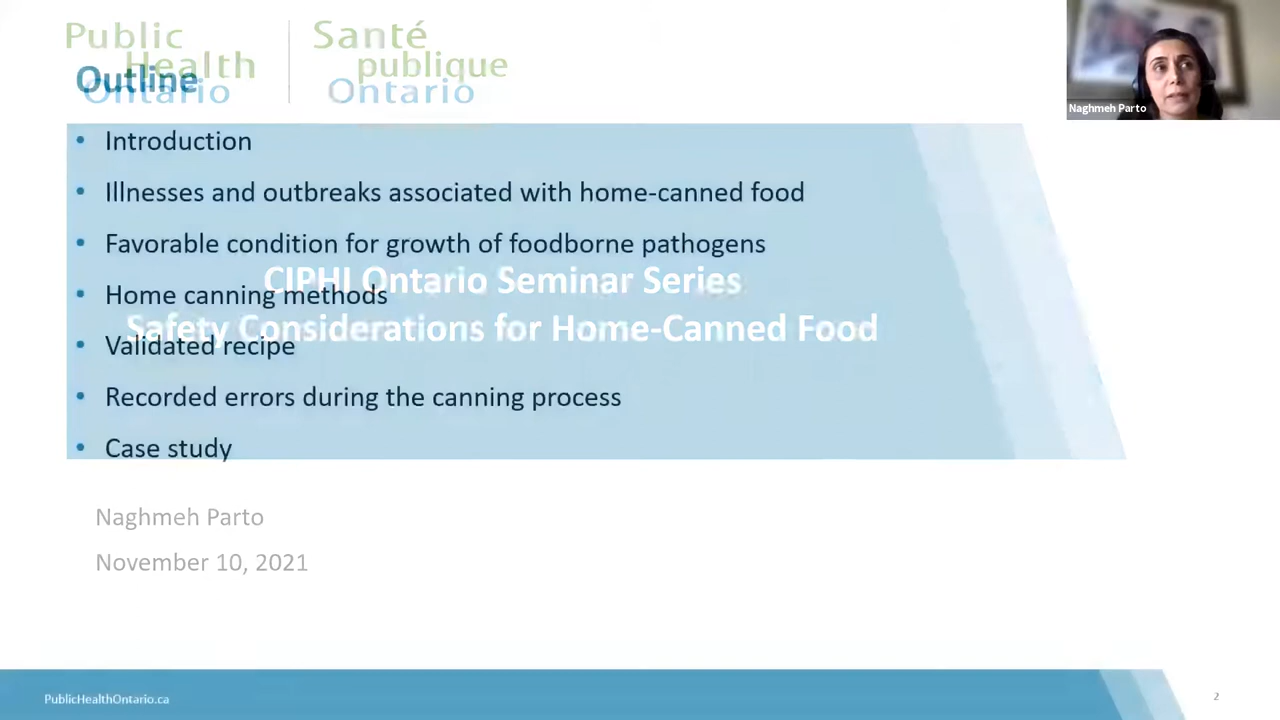 Public
Health
Ontario
Santé
publique
Ontario
Outline
• Introduction
• Illnesses and outbreaks associated with home-canned food
• Favorable condition for growth of foodborne pathogens
CIPHI Ontario Seminar Series
• Home canning methods
Safety Considerations for Home-Canned Food
• Validated recipe
• Recorded errors during the canning process
• Case study
Naghmeh Parto
November 10, 2021
PublicHealthOntario.ca
2
Naghmeh Parto